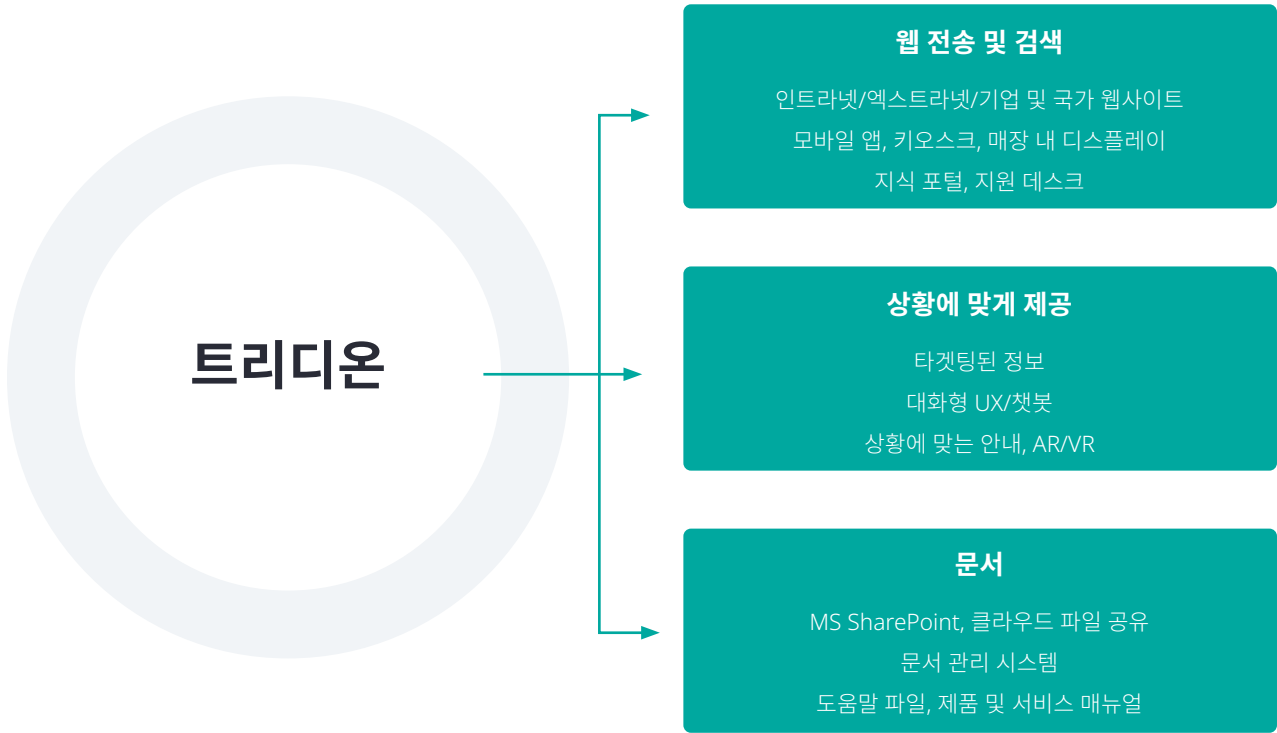 트리디온
웹 전송 및 검색
인트라넷/엑스트라넷/기업 및 국가 웹사이트
모바일 앱, 키오스크, 매장 내 디스플레이
지식 포털, 지원 데스크
상황에 맞게 제공
타겟팅된 정보
대화형 UX/챗봇
상황에 맞는 안내, AR/VR
문서
MS SharePoint, 클라우드 파일 공유
문서 관리 시스템
도움말 파일, 제품 및 서비스 매뉴얼